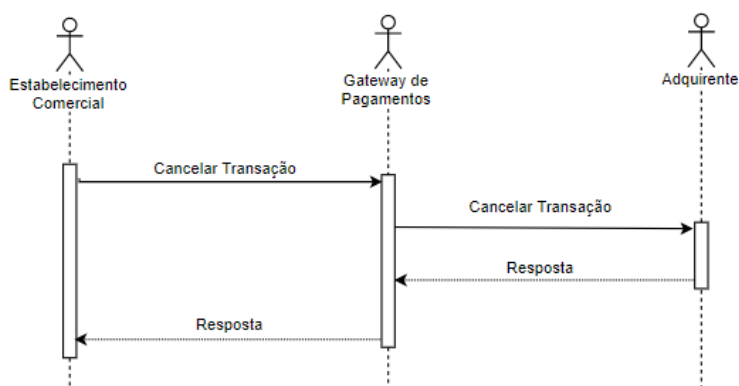 Estabelecimento
Comercial
Gateway de
Pagamentos
Adquirente
Cancelar Transação
Cancelar Transação
Resposta
Resposta